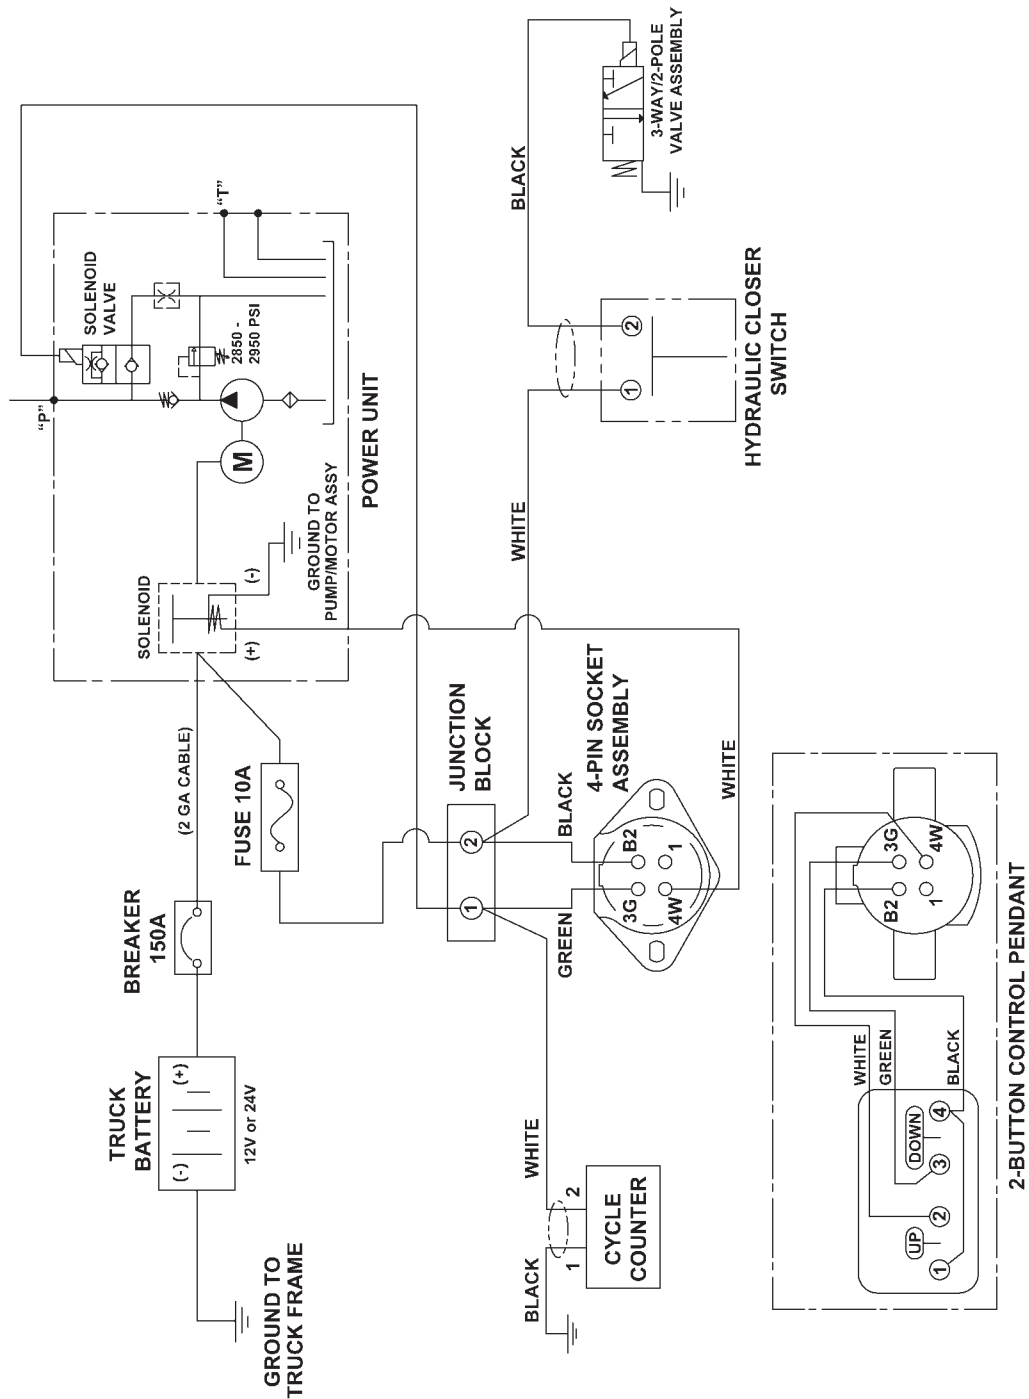 GROUND TO
TRUCK FRAME
TRUCK
BATTERY
(-)
(+)
12V or 24V
BREAKER
150A
(2 GA CABLE)
FUSE 10A
SOLENOID
(+)
(-)
GROUND TO
PUMP/MOTOR ASSY
M
POWER UNIT
"P"
SOLENOID
VALVE
2850 -
2950 PSI
"T"
JUNCTION
BLOCK
1
2
BLACK
GREEN
4-PIN SOCKET
ASSEMBLY
3G
B2
4W
1
WHITE
WHITE
BLACK
1
2
HYDRAULIC CLOSER
SWITCH
3-WAY/2-POLE
VALVE ASSEMBLY
WHITE
BLACK
1
2
CYCLE
COUNTER
WHITE
GREEN
BLACK
UP
DOWN
1
2
3
4
B2
3G
1
4W
2-BUTTON CONTROL PENDANT